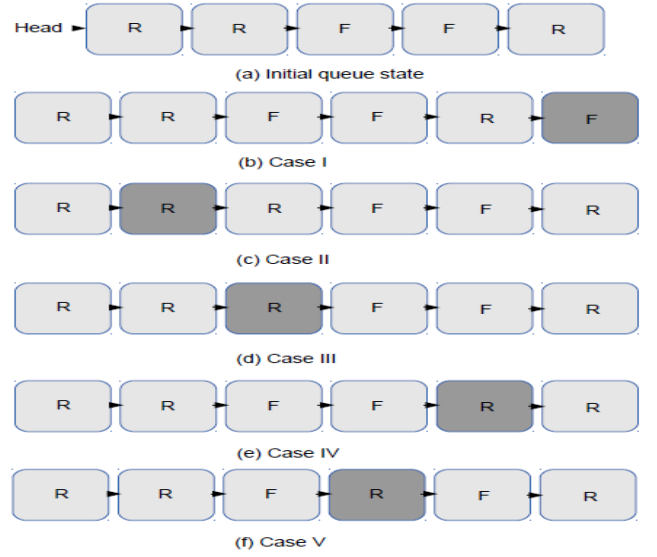 Head R R F F R
(a) Initial queue state
R R F F R F
(b) Case I
R R R F F R
(c) Case II
R R R F F R
(d) Case III
R R F F R R
(e) Case IV
R R F R F R
(f) Case V